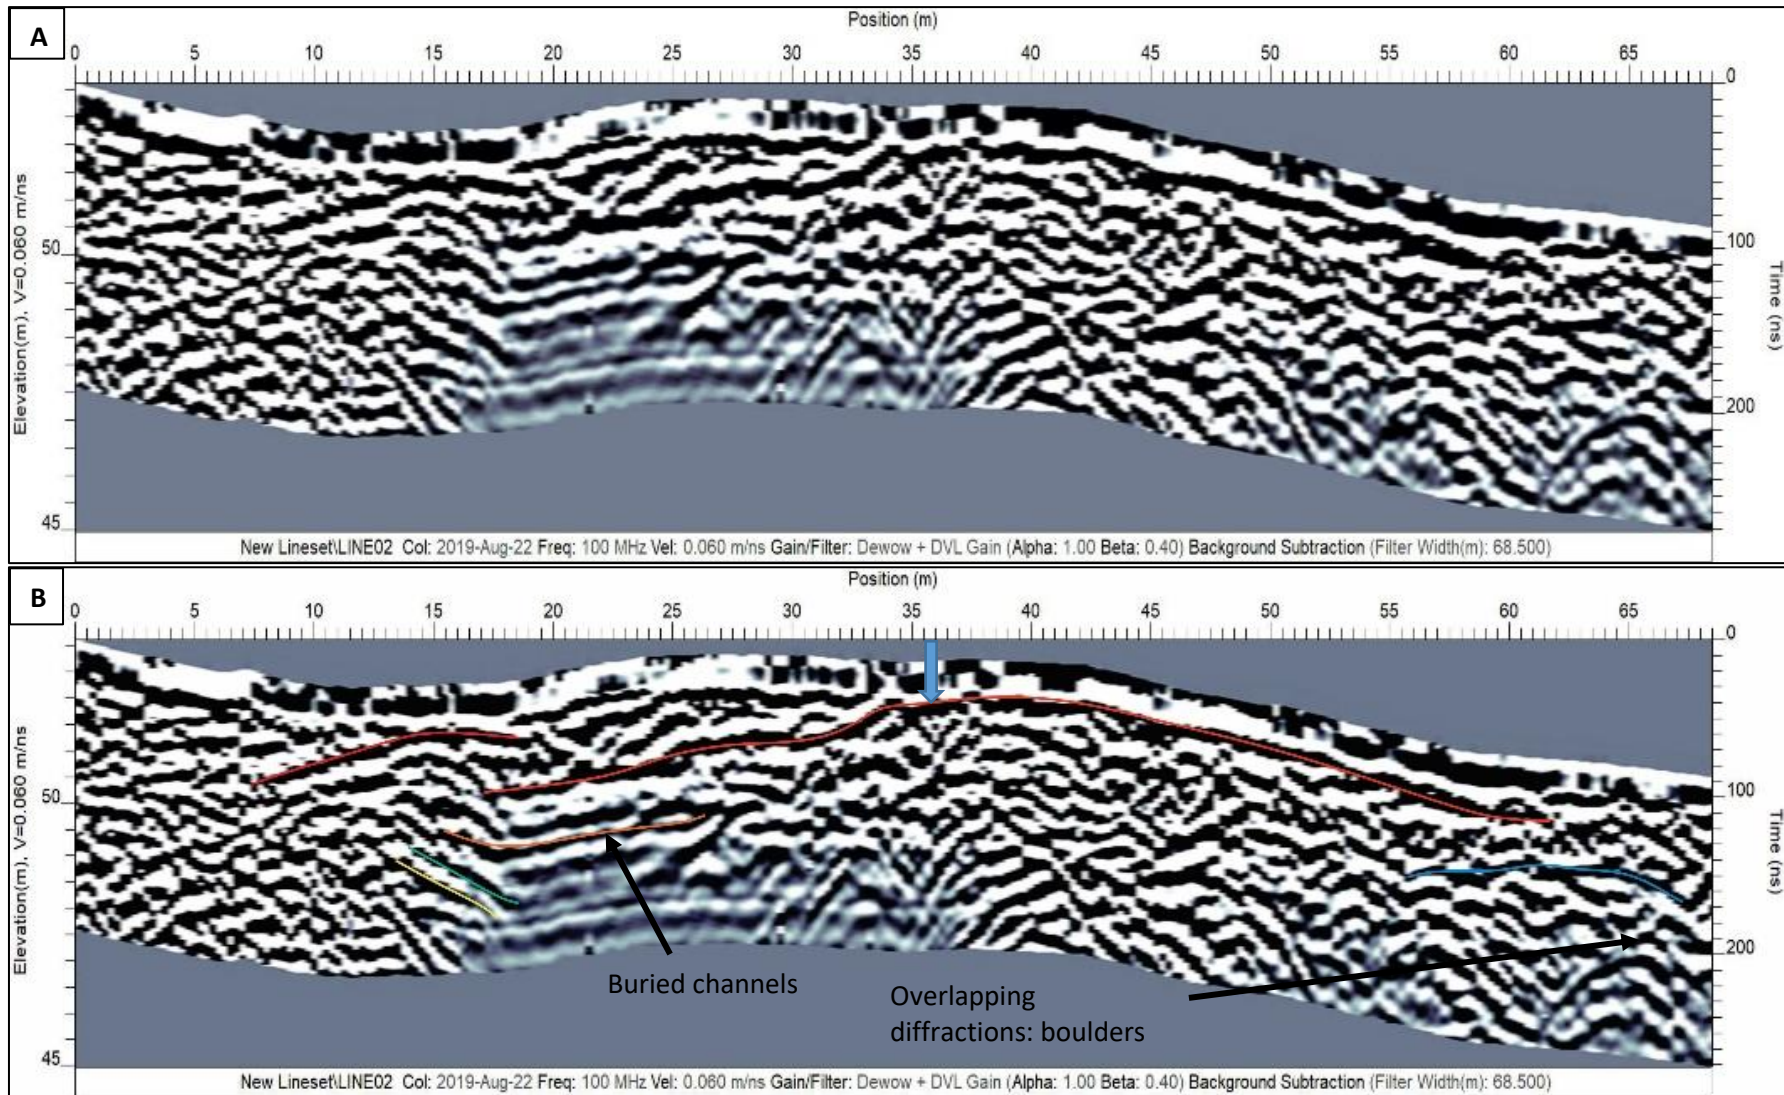 A
Position (m)
0 5 10 15 20 25 30 35 40 45 50 55 60 65
0
100
200
Time (ns)
50
45
Elevation(m), V=0.060 m/ns
New Lineset\LINE02 Col: 2019-Aug-22 Freq: 100 MHz Vel: 0.060 m/ns Gain/Filter: Dewow + DVL Gain (Alpha: 1.00 Beta: 0.40) Background Subtraction (Filter Width(m): 68.500)
B
Position (m)
0 5 10 15 20 25 30 35 40 45 50 55 60 65
0
100
200
Time (ns)
50
45
Elevation(m), V=0.060 m/ns
Buried channels
Overlapping
diffractions: boulders
New Lineset\LINE02 Col: 2019-Aug-22 Freq: 100 MHz Vel: 0.060 m/ns Gain/Filter: Dewow + DVL Gain (Alpha: 1.00 Beta: 0.40) Background Subtraction (Filter Width(m): 68.500)